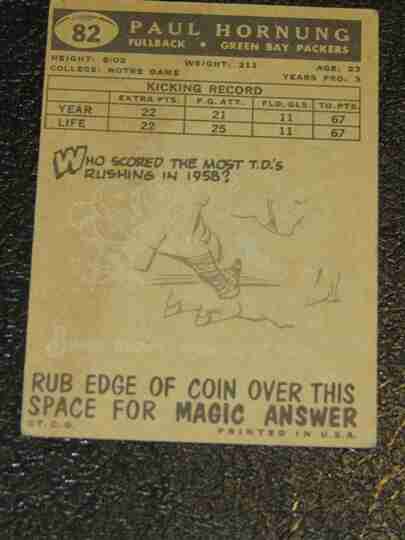 82 PAUL HORNUNG
FULLBACK • GREEN BAY PACKERS
HEIGHT: 6/02 WEIGHT: 211 AGE: 23
COLLEGE: NOTRE DAME YEARS PRO: 3
KICKING RECORD
EXTRA PTS. F.G. ATT. FLD. GLS. TO. PTS.
YEAR 22 21 11 67
LIFE 22 25 11 67
WHO SCORED THE MOST T.D.'S
RUSHING IN 1958?
RUB EDGE OF COIN OVER THIS
SPACE FOR MAGIC ANSWER
©T.C.G. PRINTED IN U.S.A.